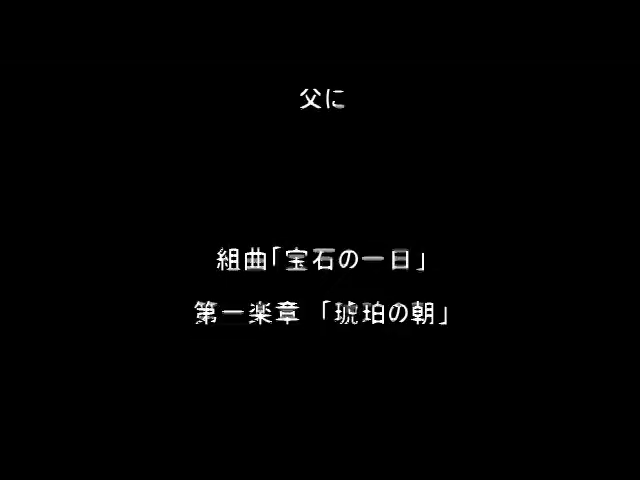 父に
組曲「宝石の一日」
第一楽章 「琥珀の朝」